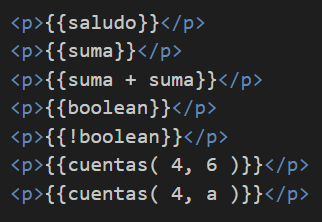 <p>{{saludo}}</p>
<p>{{suma}}</p>
<p>{{suma + suma}}</p>
<p>{{boolean}}</p>
<p>{{!boolean}}</p>
<p>{{cuentas( 4, 6 )}}</p>
<p>{{cuentas( 4, a )}}</p>